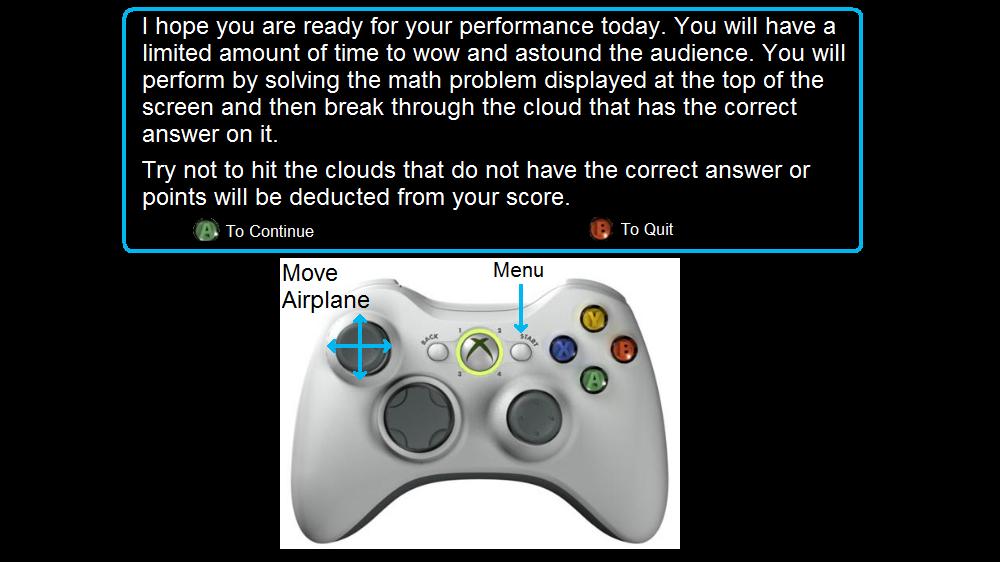 I hope you are ready for your performance today. You will have a
limited amount of time to wow and astound the audience. You will
perform by solving the math problem displayed at the top of the
screen and then break through the cloud that has the correct
answer on it.
Try not to hit the clouds that do not have the correct answer or
points will be deducted from your score.
A To Continue
B To Quit
Move
Airplane
Menu
BACK
1
2
3
4
START
Y
X
B
A